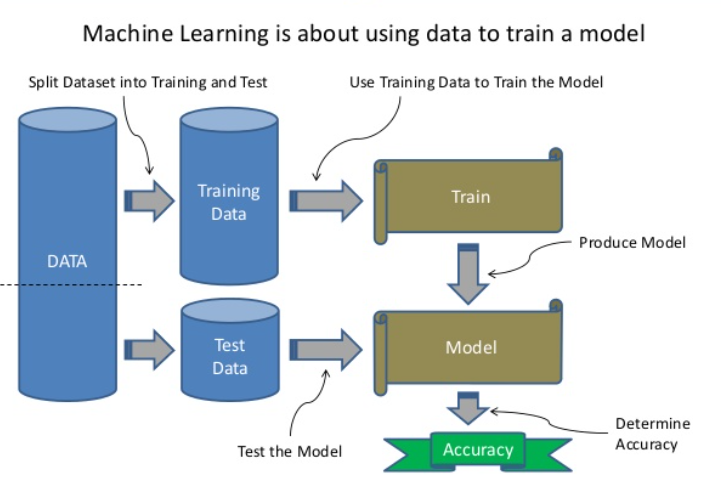 Machine Learning is about using data to train a model
Split Dataset into Training and Test
Use Training Data to Train the Model
DATA
Training
Data
Train
Produce Model
Test
Data
Model
Test the Model
Determine
Accuracy
Accuracy